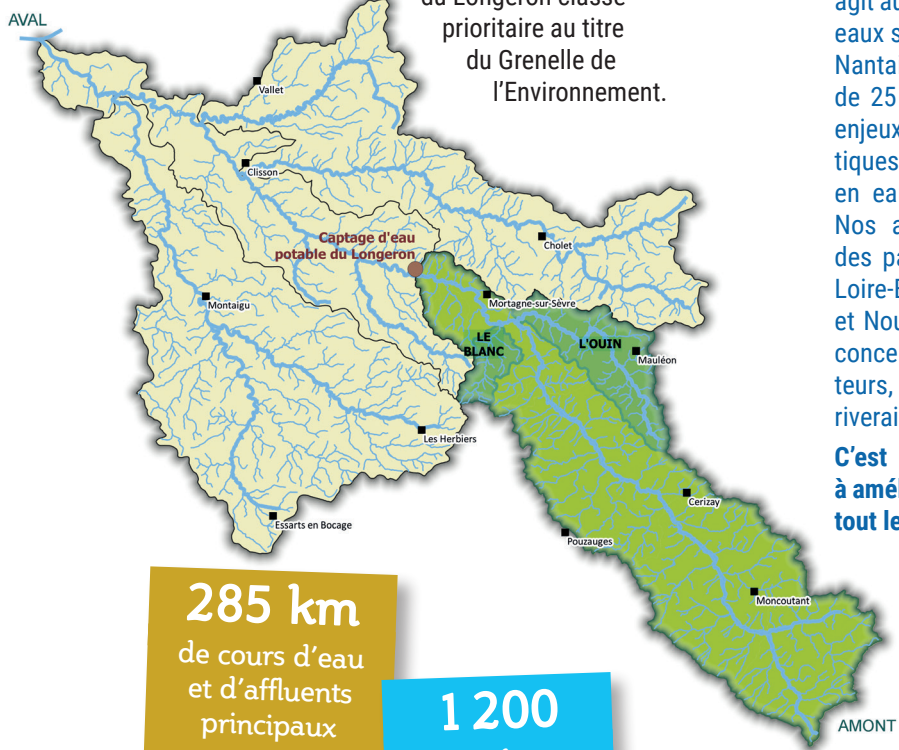 du Longeron classé
prioritaire au titre
du Grenelle de
l'Environnement.
AVAL
Vallet
Clisson
Captage d'eau
potable du Longeron
Cholet
Montaigu
Mortagne-sur-Sèvre
LE
BLANC
L'OUIN
Mauléon
Les Herbiers
Cerizay
Essarts en Bocage
Pouzauges
Moncoutant
AMONT
285 km
de cours d'eau
et d'affluents
principaux
1 200
eaux s
Nanta
de 25
enjeux
tiques
en ea
Nos a
des pa
Loire-B
et Nou
conce
teurs,
riverai
C'est
à amél
tout le